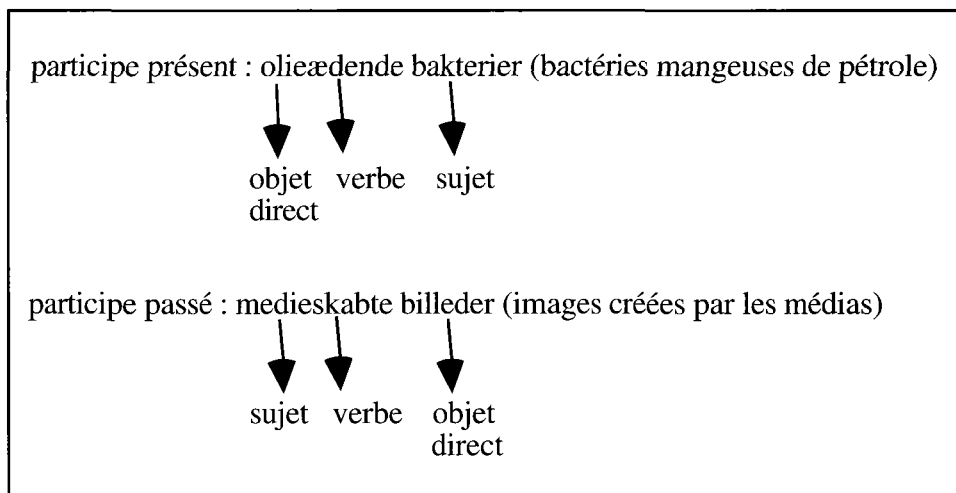 participe présent : olieædende bakterier (bactéries mangeuses de pétrole)
objet verbe sujet
direct
participe passé : medieskabte billeder (images créées par les médias)
sujet verbe objet
direct